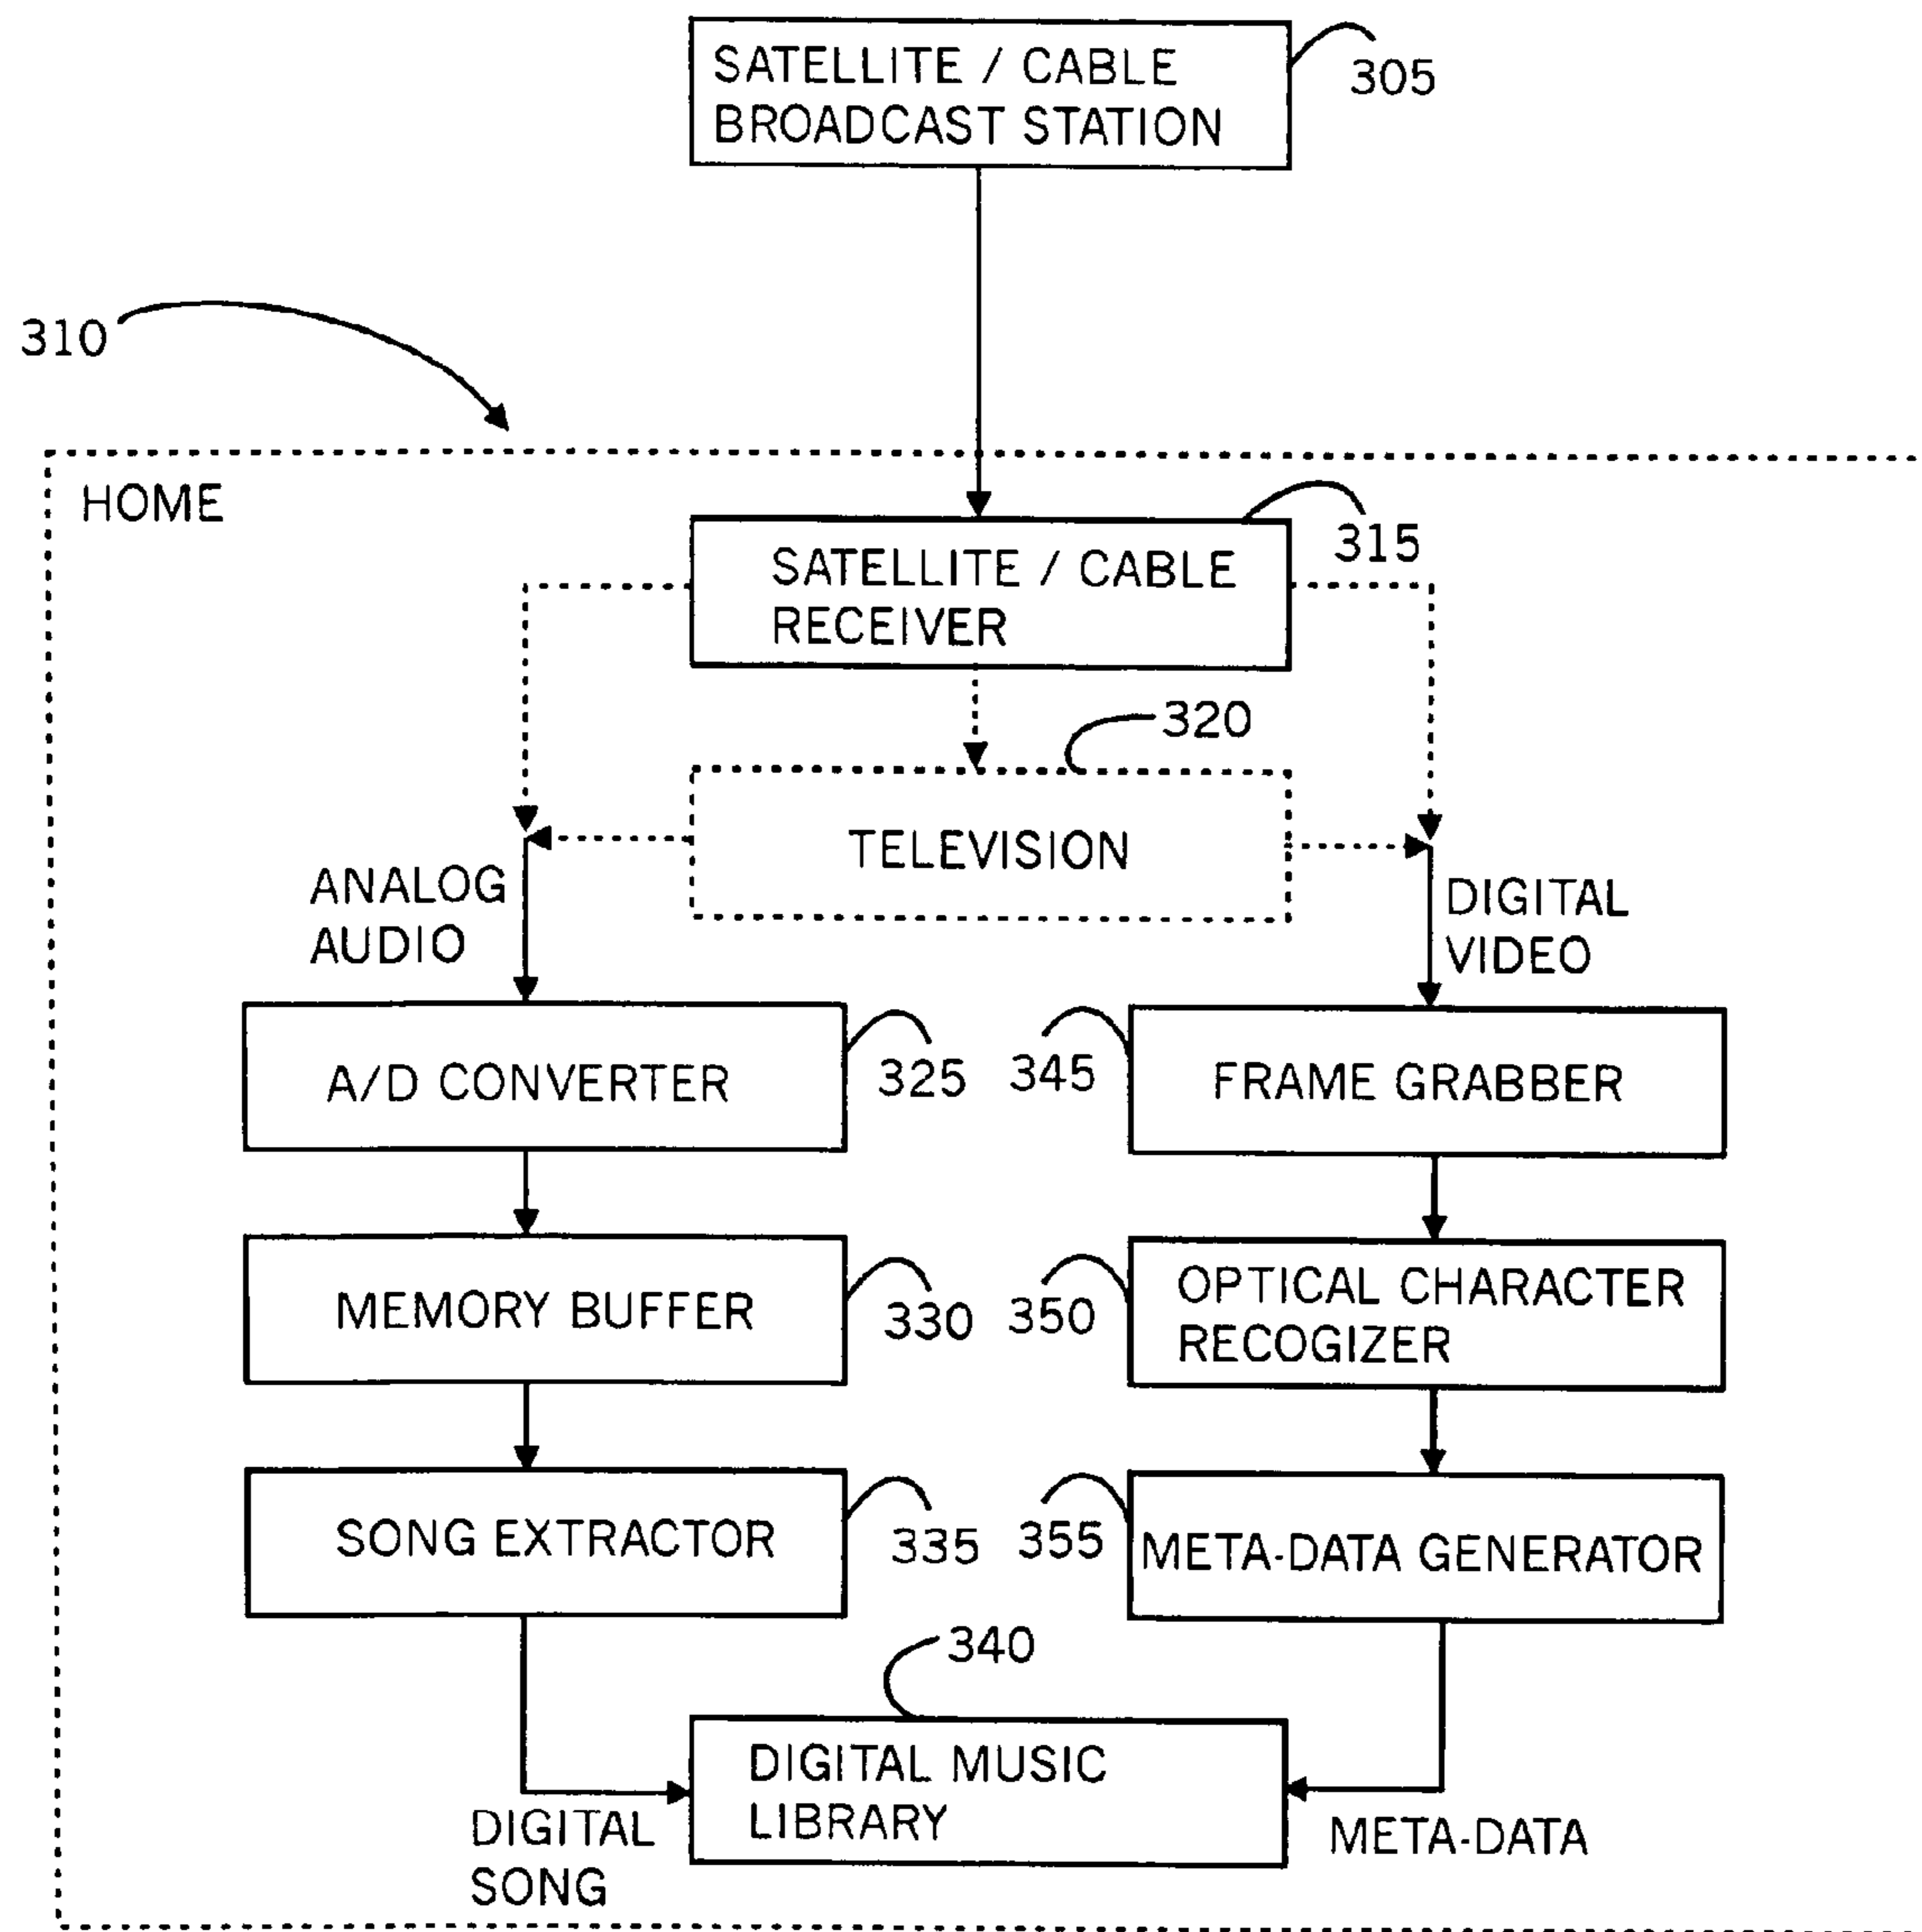 SATELLITE / CABLE
BROADCAST STATION
305
310
HOME
SATELLITE / CABLE
RECEIVER
315
320
TELEVISION
ANALOG
AUDIO
DIGITAL
VIDEO
A/D CONVERTER
325
345
FRAME GRABBER
MEMORY BUFFER
330
350
OPTICAL CHARACTER
RECOGIZER
SONG EXTRACTOR
335
355
META-DATA GENERATOR
340
DIGITAL MUSIC
LIBRARY
DIGITAL
SONG
META-DATA